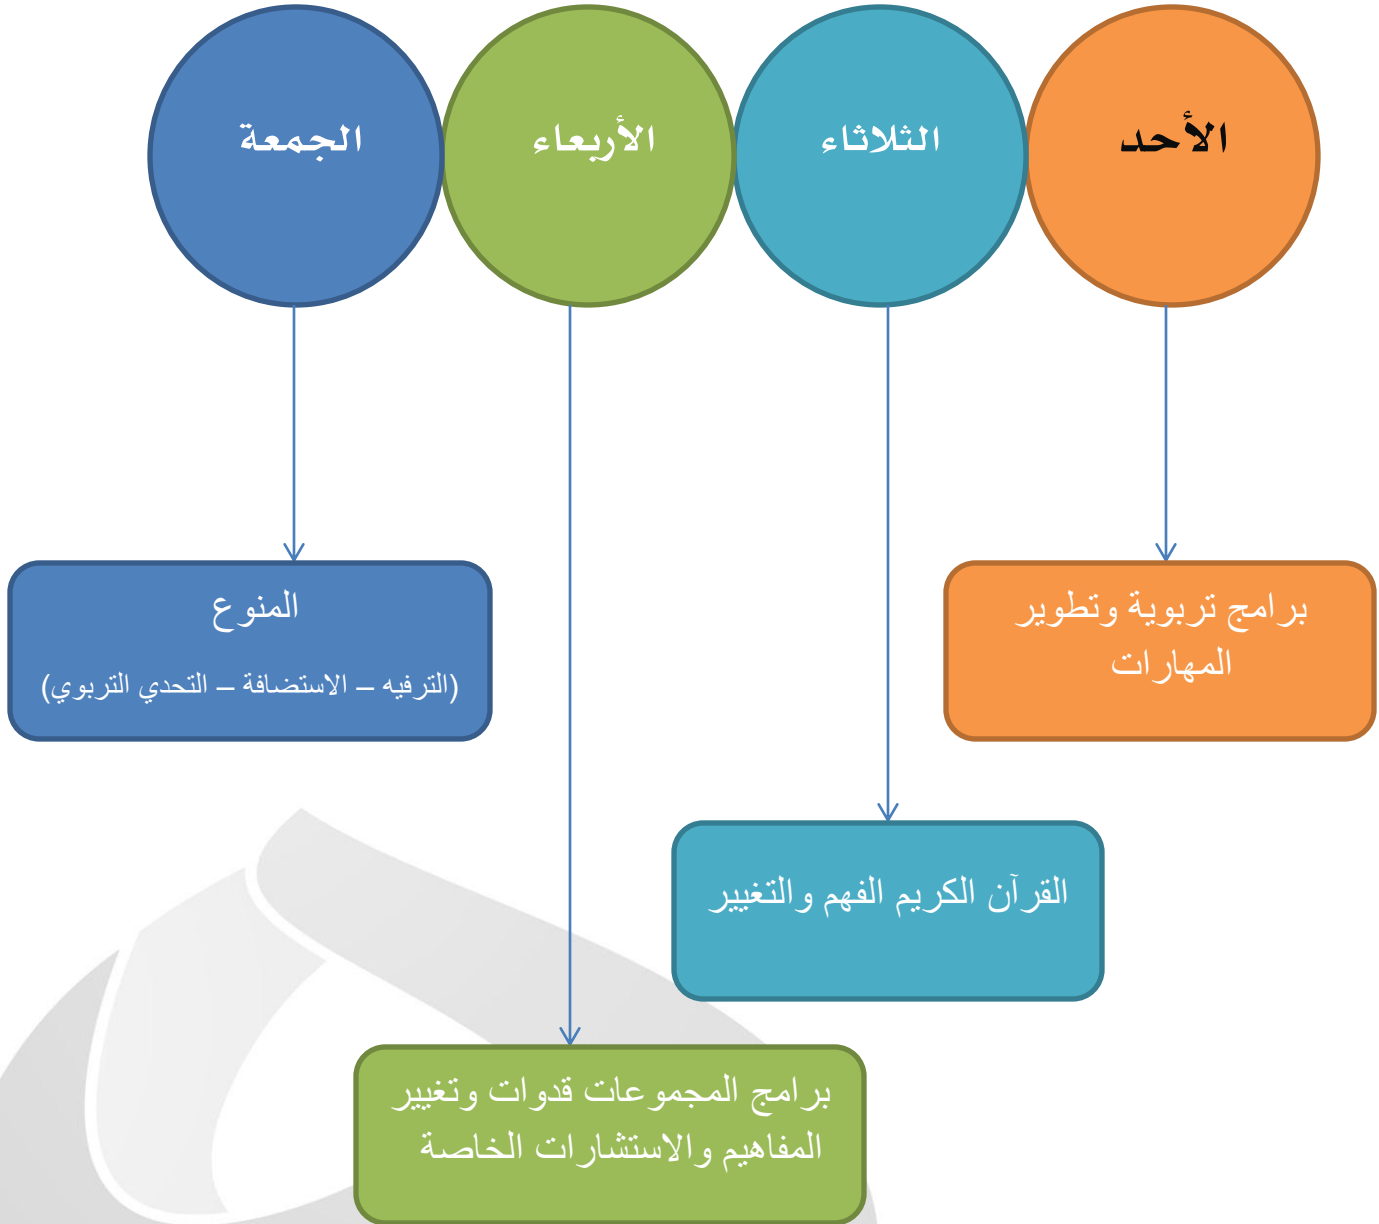 الأحد
الثلاثاء
الأربعاء
الجمعة
برامج تربوية وتطوير
المهارات
المنوع
(الترفيه – الاستضافة – التحدي التربوي)
القرآن الكريم الفهم والتغيير
برامج المجموعات قدوات وتغيير
المفاهيم والاستشارات الخاصة